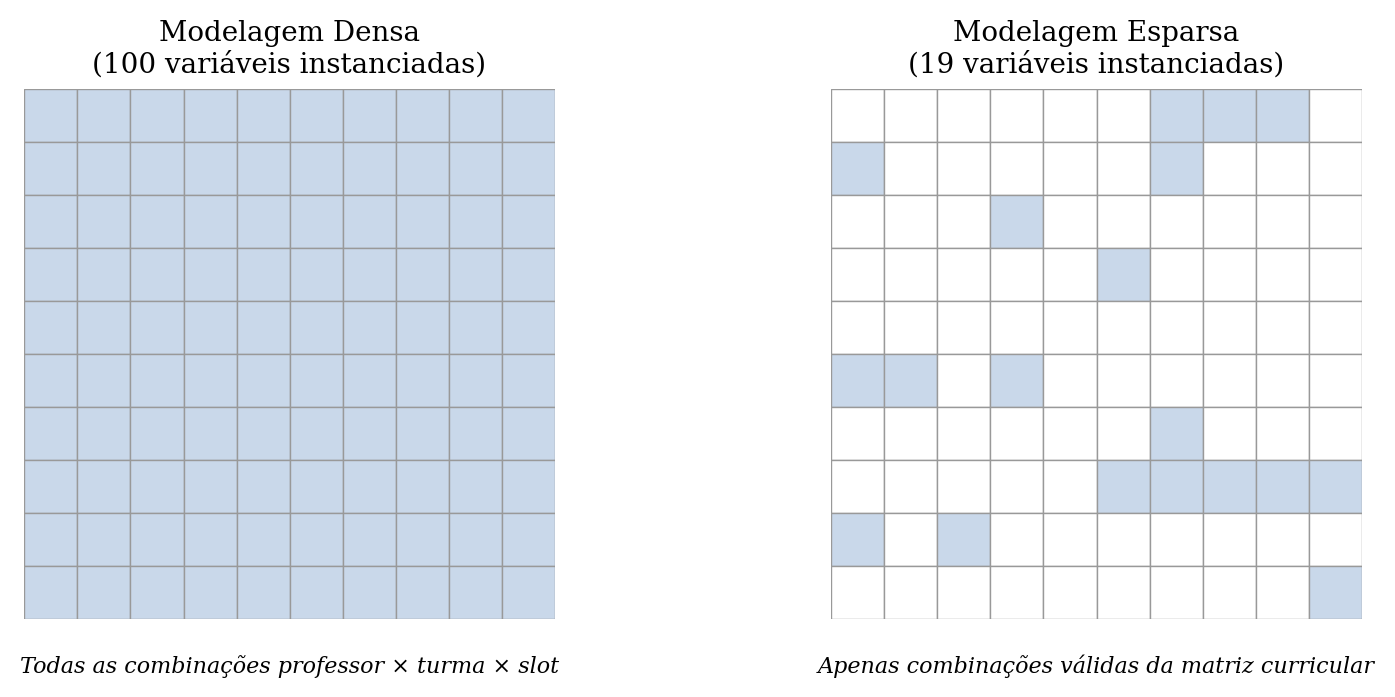 Modelagem Densa
(100 variáveis instanciadas)
Modelagem Esparsa
(19 variáveis instanciadas)
Todas as combinações professor × turma × slot
Apenas combinações válidas da matriz curricular